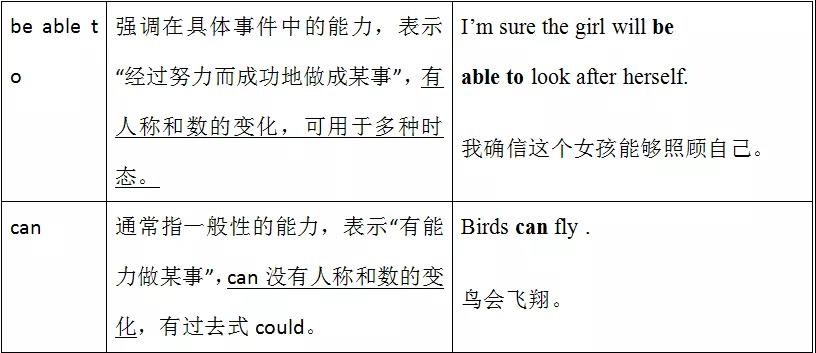 be able t
o
强调在具体事件中的能力，表示
“经过努力而成功地做成某事”，有
人称和数的变化，可用于多种时
态。
I’m sure the girl will be
able to look after herself.
我确信这个女孩能够照顾自己。
can
通常指一般性的能力，表示“有能
力做某事”，can 没有人称和数的变
化，有过去式 could。
Birds can fly .
鸟会飞翔。